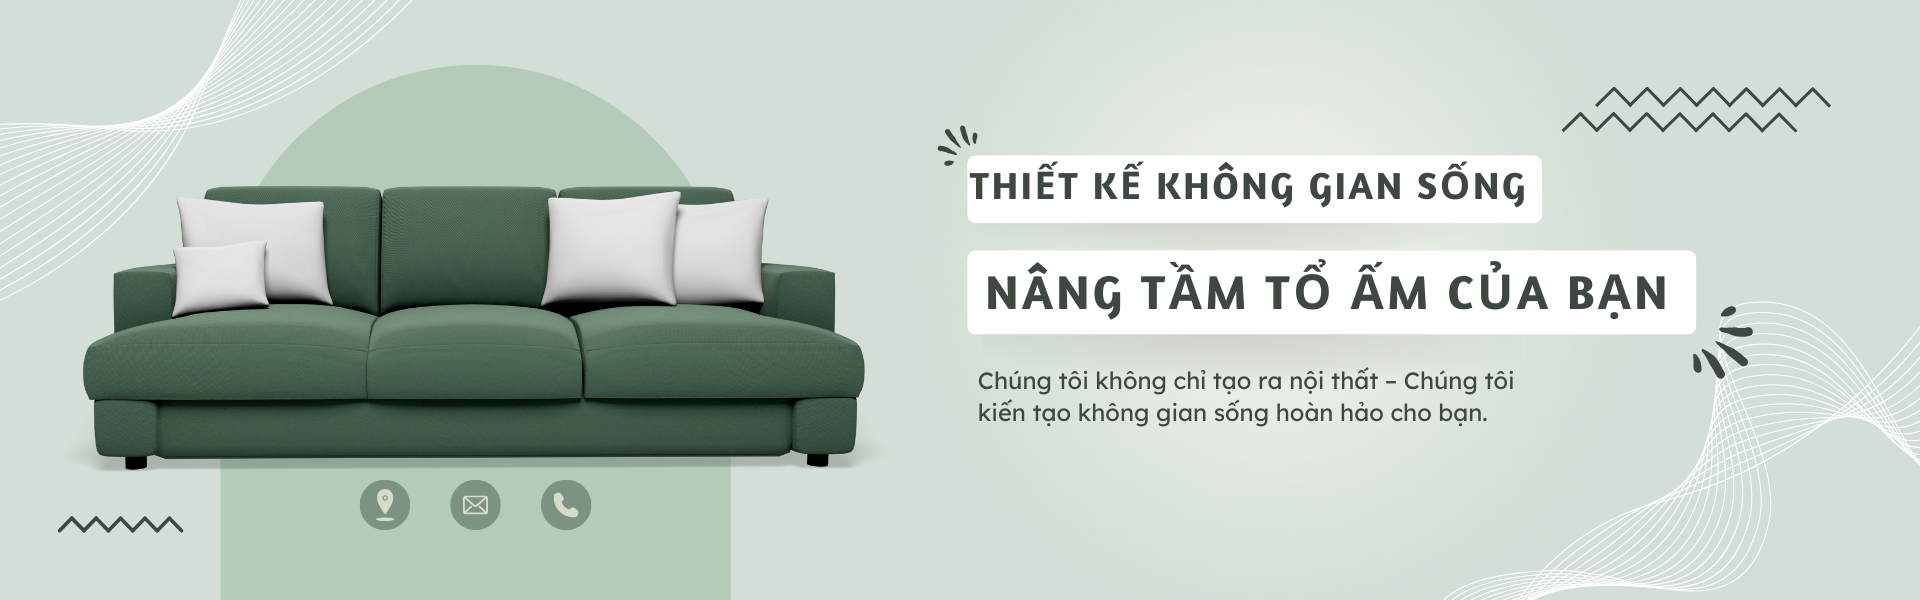 THIẾT KẾ KHÔNG GIAN SỐNG
NÂNG TẦM TỔ ẤM CỦA BẠN
Chúng tôi không chỉ tạo ra nội thất – Chúng tôi
kiến tạo không gian sống hoàn hảo cho bạn.